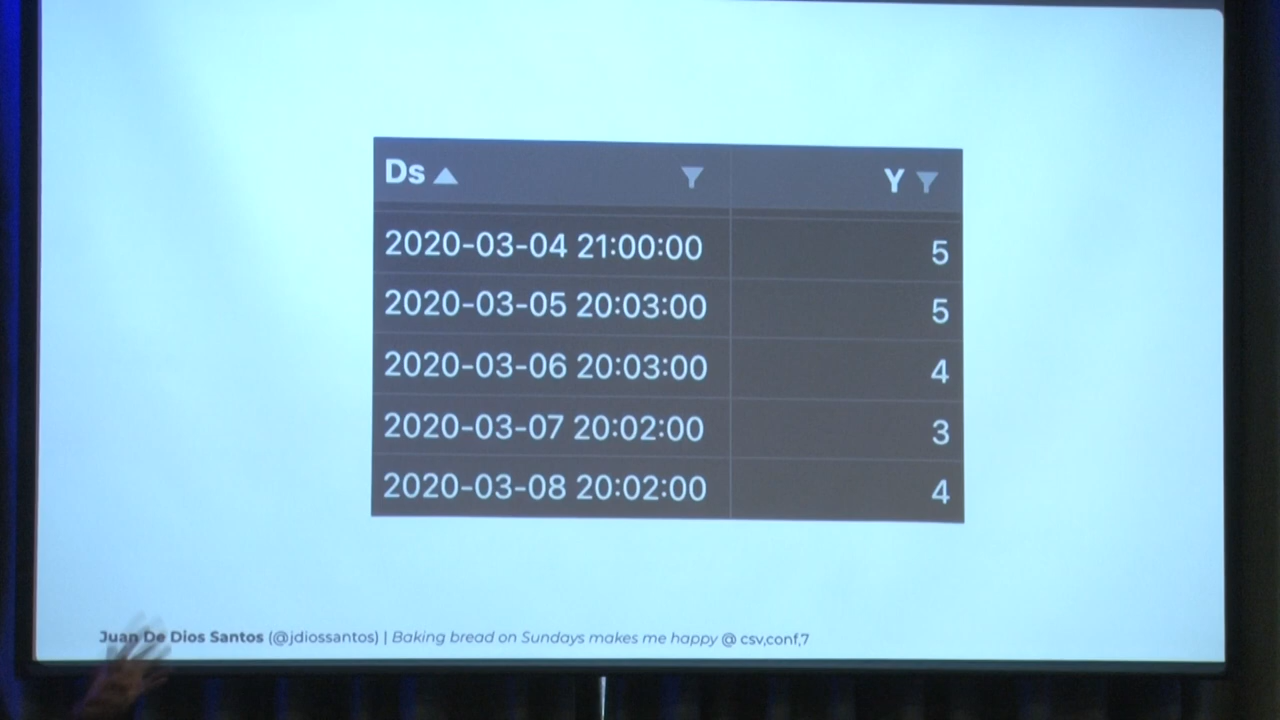 Ds Y
2020-03-04 21:00:00 5
2020-03-05 20:03:00 5
2020-03-06 20:03:00 4
2020-03-07 20:02:00 3
2020-03-08 20:02:00 4
Juan De Dios Santos (@jdiossantos) | Baking bread on Sundays makes me happy @ csv,conf,7